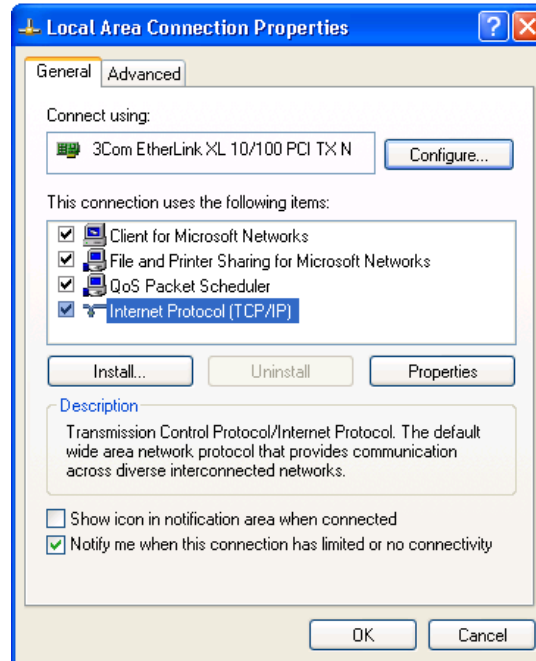 Local Area Connection Properties
General
Advanced
Connect using:
3Com EtherLink XL 10/100 PCI TX N
Configure...
This connection uses the following items:
Client for Microsoft Networks
File and Printer Sharing for Microsoft Networks
QoS Packet Scheduler
Internet Protocol (TCP/IP)
Install...
Uninstall
Properties
Description
Transmission Control Protocol/Internet Protocol. The default
wide area network protocol that provides communication
across diverse interconnected networks.
Show icon in notification area when connected
Notify me when this connection has limited or no connectivity
OK
Cancel